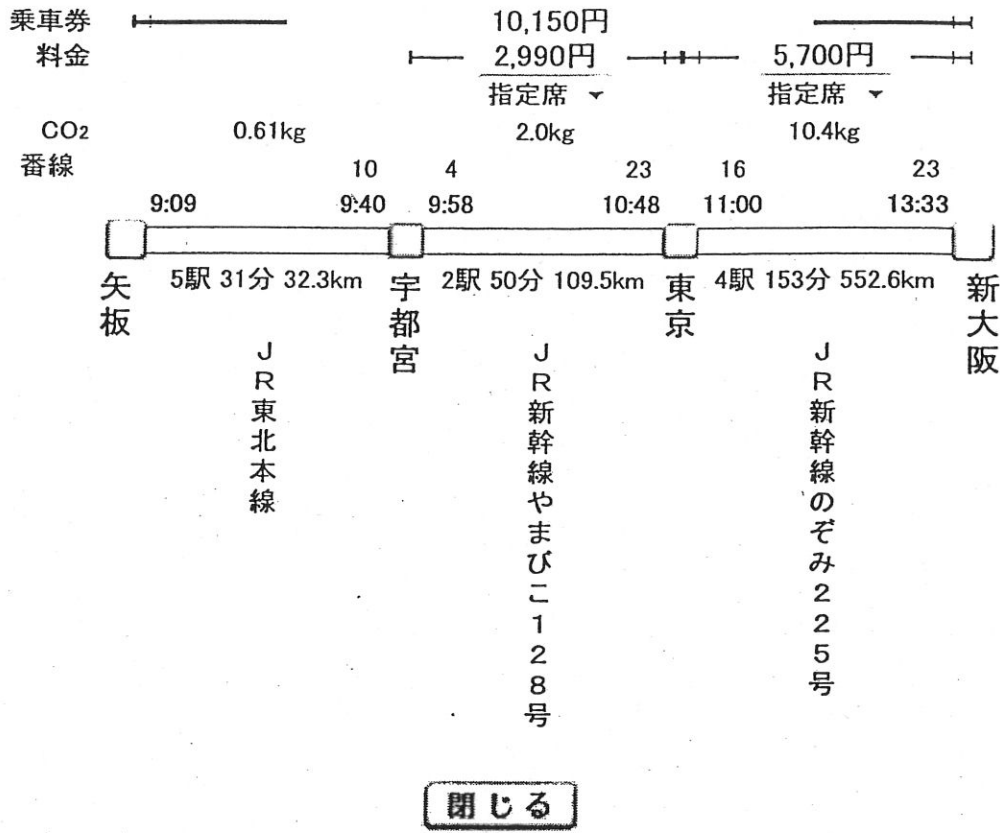 乗車券 10,150円
料金 2,990円 5,700円
指定席 指定席
CO2 0.61kg 2.0kg 10.4kg
番線 10 4 23 16 23
9:09 9:40 9:58 10:48 11:00 13:33
5駅 31分 32.3km 2駅 50分 109.5km 4駅 153分 552.6km
矢板 宇都宮 東京 新大阪
JR東北本線
JR新幹線やまびこ128号
JR新幹線のぞみ225号
閉じる